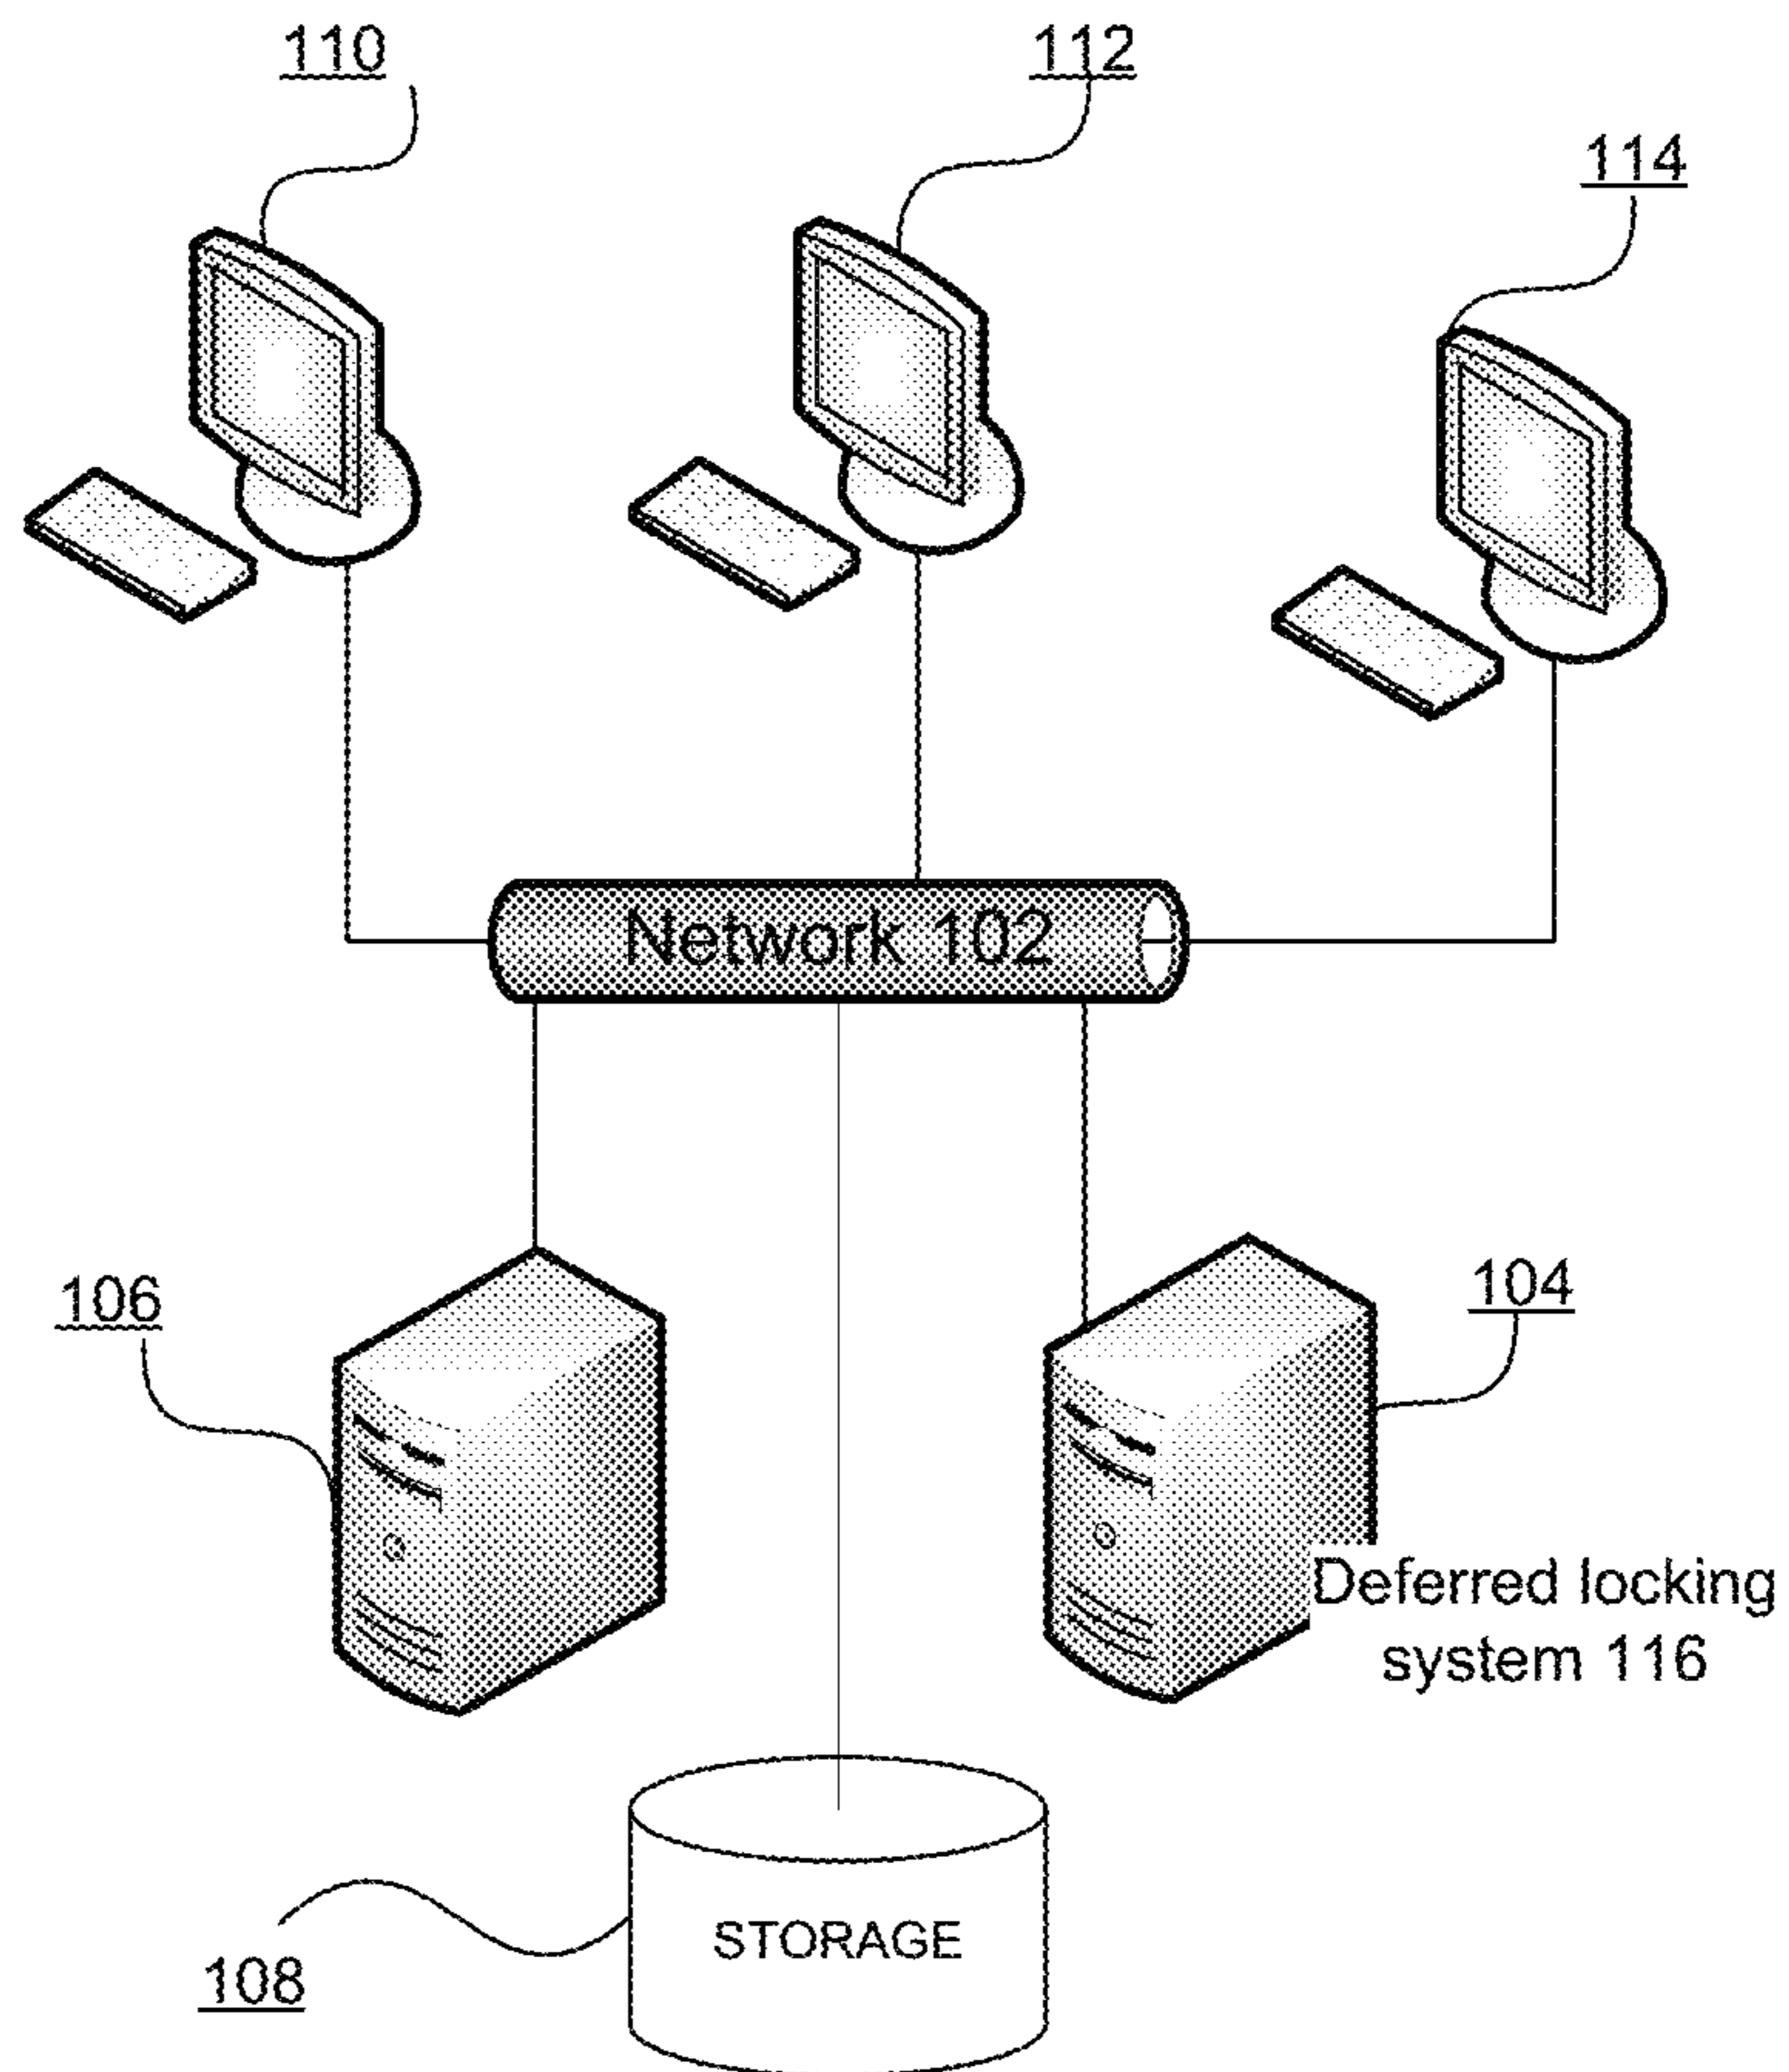 110
112
114
Network 102
106
104
Deferred locking
system 116
STORAGE
108